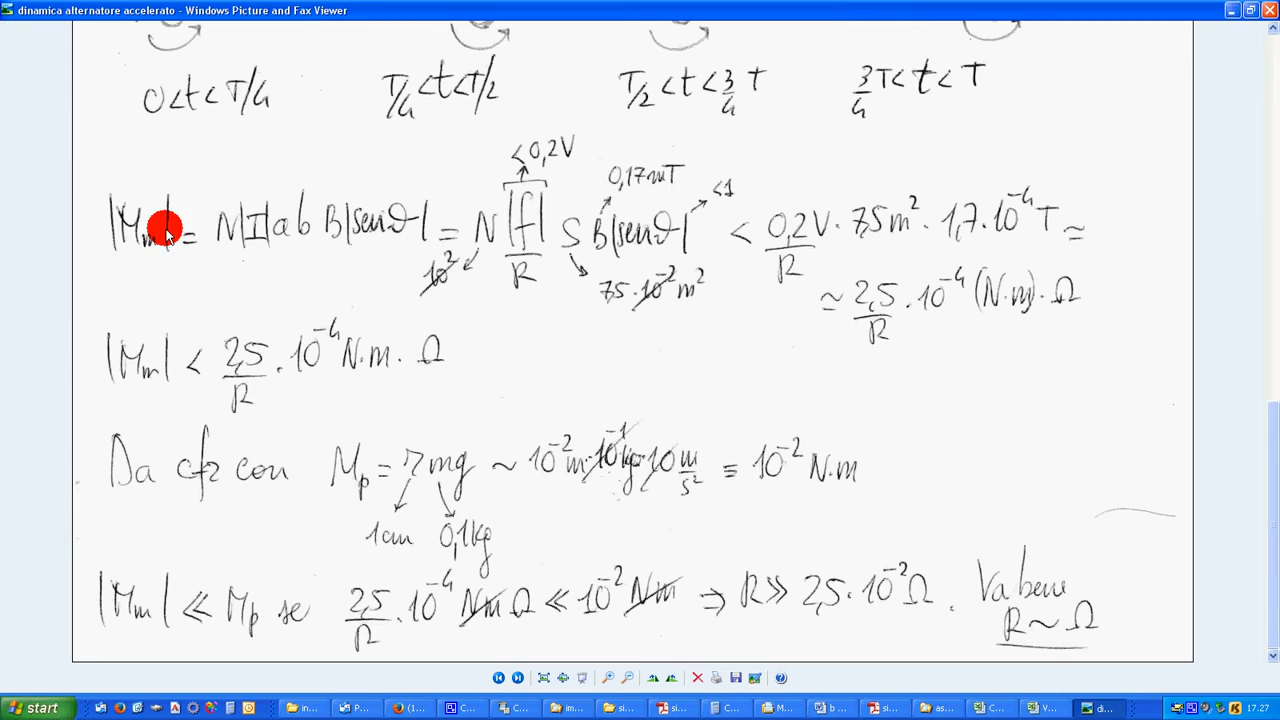 dinamica alternatore accelerato - Windows Picture and Fax Viewer
0<t<T/4 T/4<t<T/2 T/2<t<3/4 T 3/4 T<t<T
<0,2V
0,17mT
<1
|Mm| = N|I|ab B|senϑ| = N |f|/R S B|senϑ| < 0,2V/R · 75m² · 1,7·10⁻⁴T ≃
10² 75·10⁻²m²
≃ 2,5/R · 10⁻⁴ (N·m)·Ω
|Mm| < 2,5/R · 10⁻⁴ N·m·Ω
Da cfr con Mp = rmg ~ 10⁻²m·10⁻¹kg·10 m/s² ≡ 10⁻² N·m
1cm 0,1kg
|Mm| ≪ Mp se 2,5/R · 10⁻⁴ Nm Ω ≪ 10⁻² Nm ⇒ R ≫ 2,5·10⁻²Ω. Va bene
R ~ Ω
start
17.27